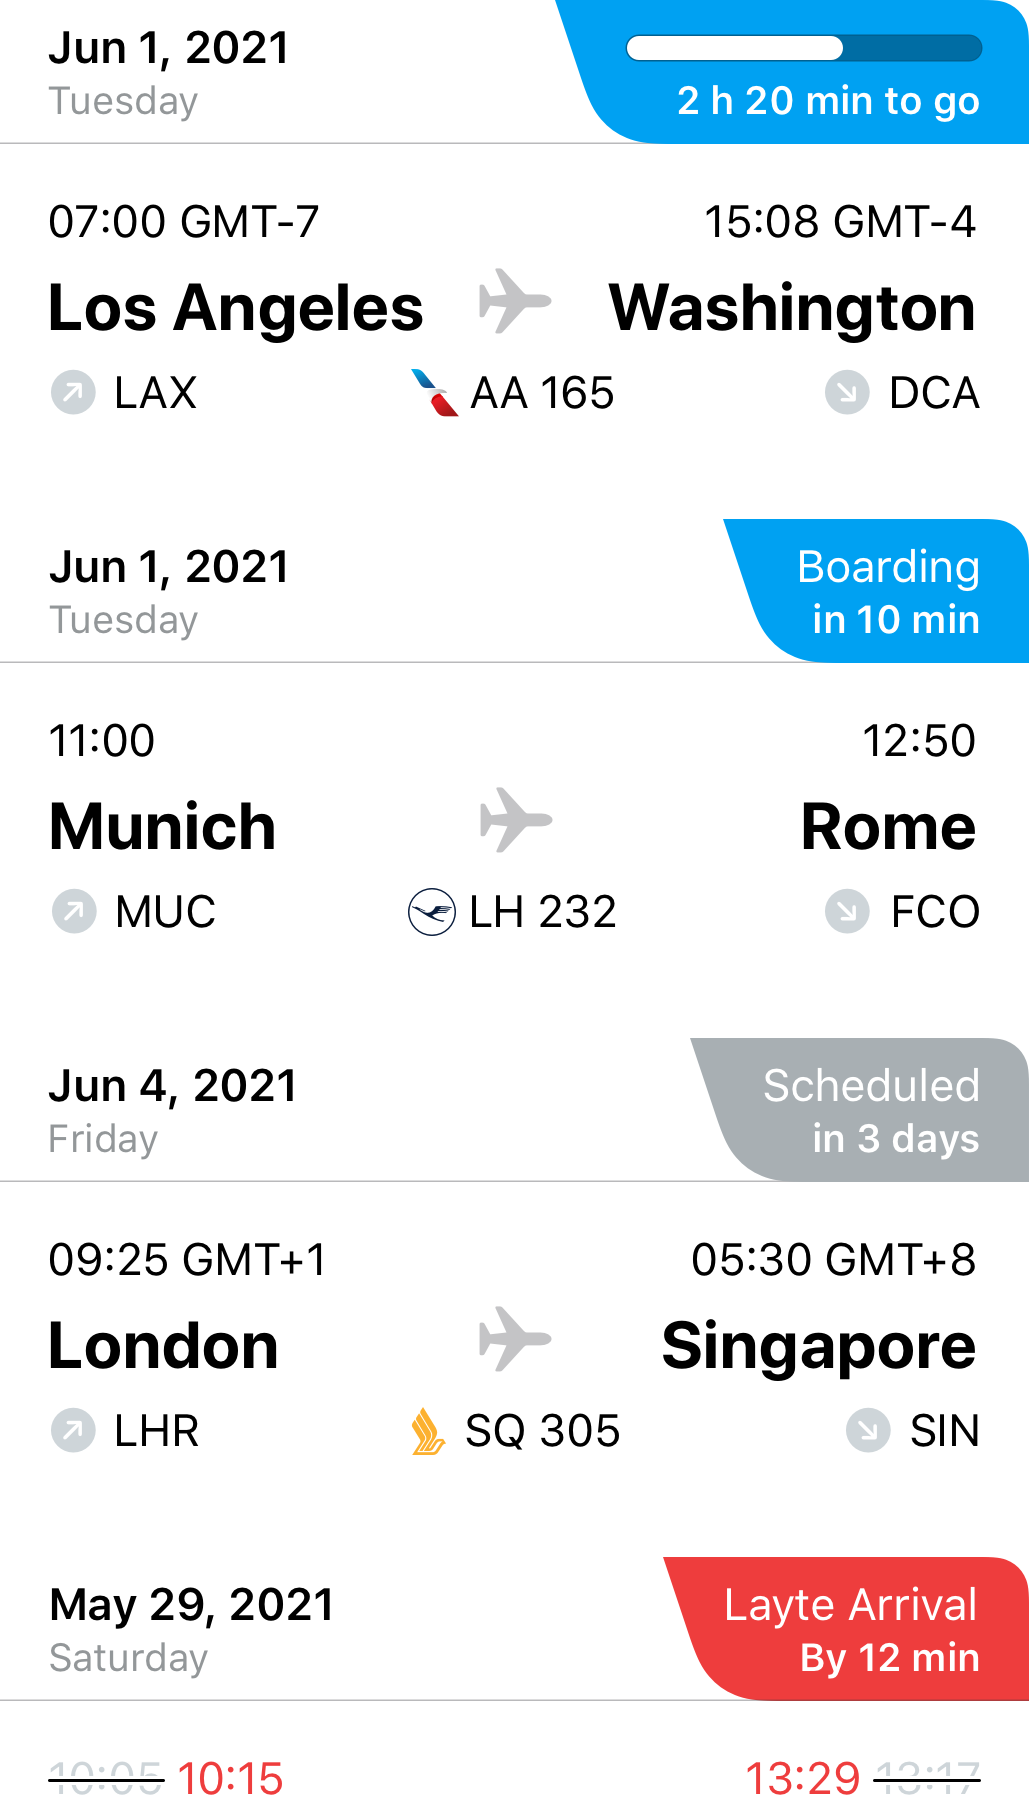 Jun 1, 2021
Tuesday
2 h 20 min to go
07:00 GMT-7 15:08 GMT-4
Los Angeles Washington
LAX AA 165 DCA
Jun 1, 2021 Boarding
Tuesday in 10 min
11:00 12:50
Munich Rome
MUC LH 232 FCO
Jun 4, 2021 Scheduled
Friday in 3 days
09:25 GMT+1 05:30 GMT+8
London Singapore
LHR SQ 305 SIN
May 29, 2021 Layte Arrival
Saturday By 12 min
10:05 10:15 13:29 13:17